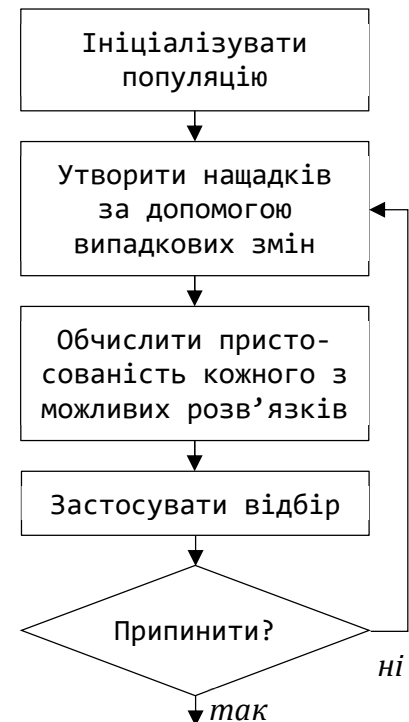 Ініціалізувати
популяцію
Утворити нащадків
за допомогою
випадкових змін
Обчислити присто-
сованість кожного з
можливих розв’язків
Застосувати відбір
Припинити?
ні
так